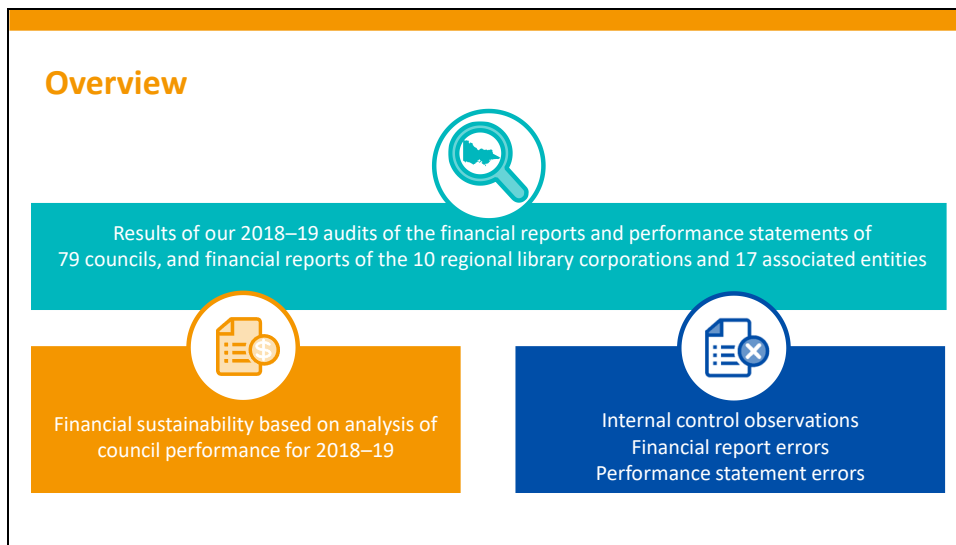 Overview
Results of our 2018–19 audits of the financial reports and performance statements of
79 councils, and financial reports of the 10 regional library corporations and 17 associated entities
Financial sustainability based on analysis of
council performance for 2018–19
Internal control observations
Financial report errors
Performance statement errors